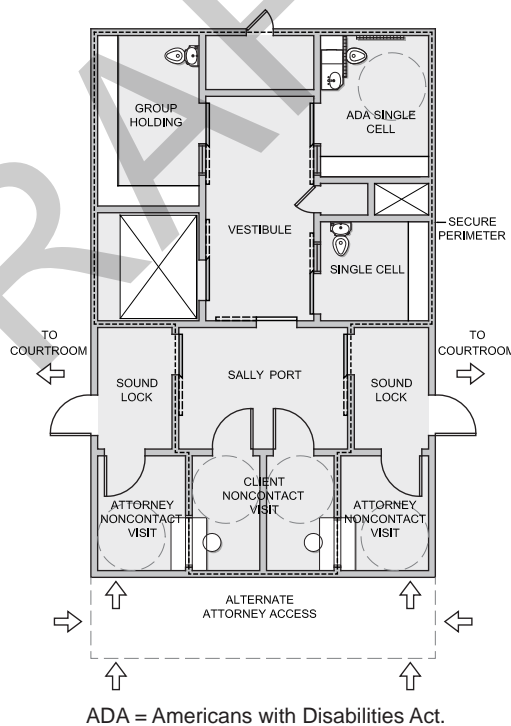 GROUP
HOLDING
ADA SINGLE
CELL
VESTIBULE
SECURE
PERIMETER
SINGLE CELL
TO
COURTROOM
TO
COURTROOM
SOUND
LOCK
SALLY PORT
SOUND
LOCK
ATTORNEY
NONCONTACT
VISIT
CLIENT
NONCONTACT
VISIT
ATTORNEY
NONCONTACT
VISIT
ALTERNATE
ATTORNEY ACCESS
ADA = Americans with Disabilities Act.